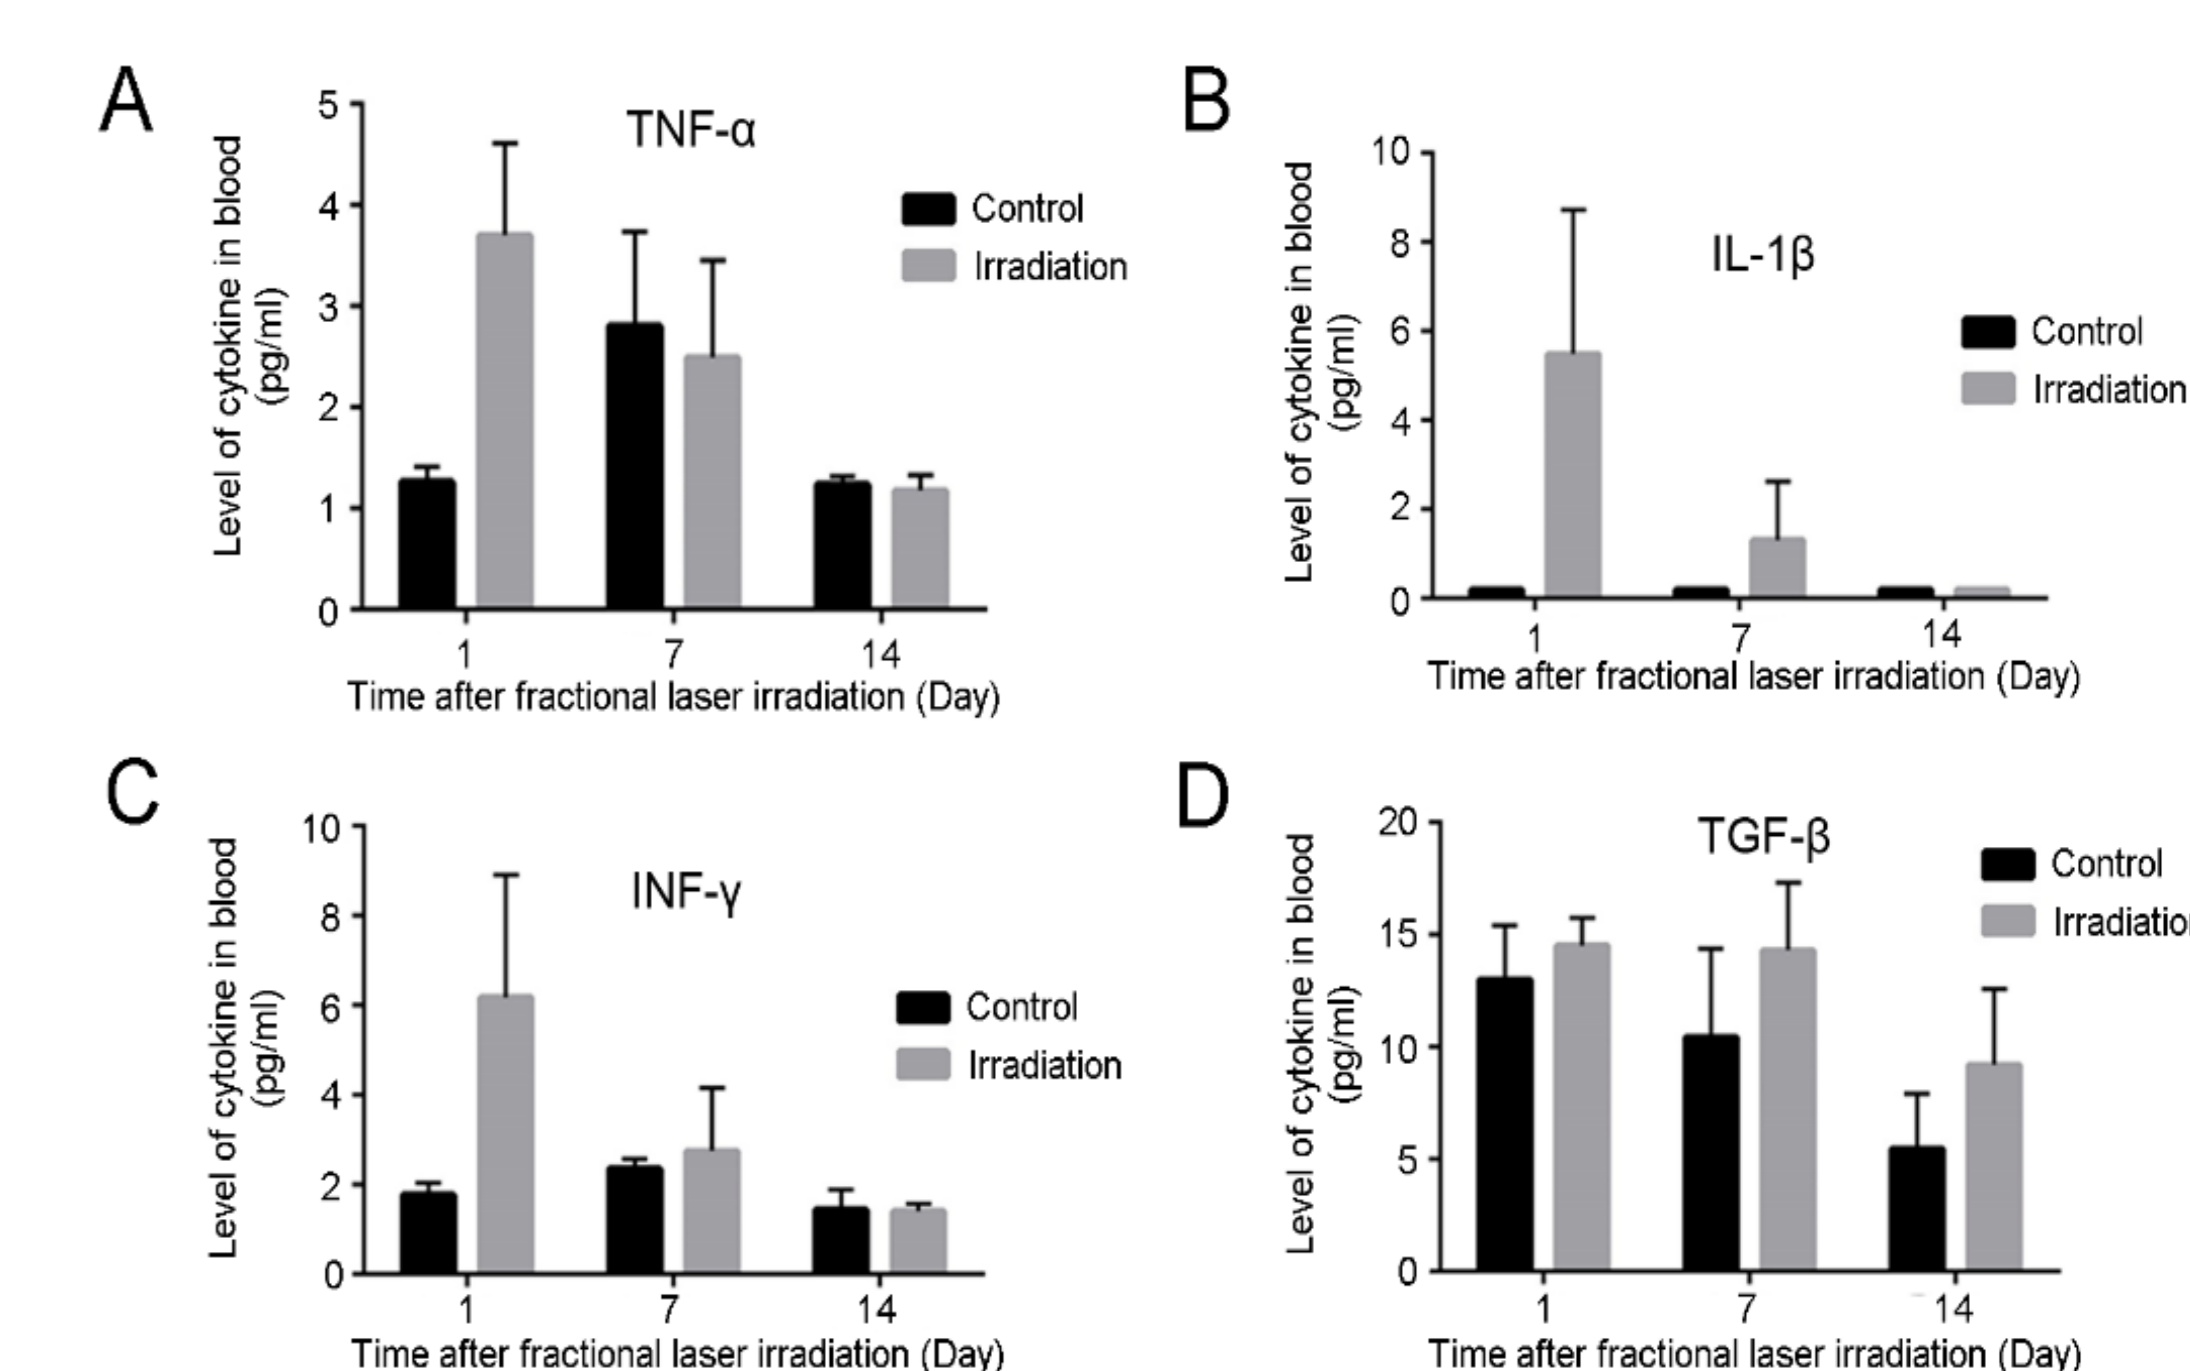 A
TNF-α
Level of cytokine in blood
(pg/ml)
5
4
3
2
1
0
Control
Irradiation
1 7 14
Time after fractional laser irradiation (Day)
B
IL-1β
Level of cytokine in blood
(pg/ml)
10
8
6
4
2
0
Control
Irradiation
1 7 14
Time after fractional laser irradiation (Day)
C
INF-γ
Level of cytokine in blood
(pg/ml)
10
8
6
4
2
0
Control
Irradiation
1 7 14
Time after fractional laser irradiation (Day)
D
TGF-β
Level of cytokine in blood
(pg/ml)
20
15
10
5
0
Control
Irradiatio
1 7 14
Time after fractional laser irradiation (Day)